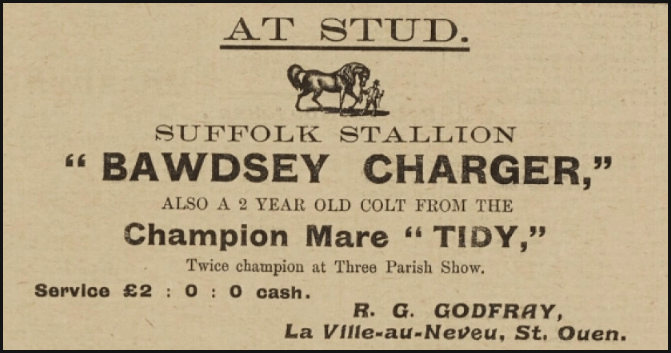 AT STUD.
SUFFOLK STALLION
“ BAWDSEY CHARGER,”
ALSO A 2 YEAR OLD COLT FROM THE
Champion Mare “ TIDY,”
Twice champion at Three Parish Show.
Service £2 : 0 : 0 cash.
R. G. GODFRAY,
La Ville-au-Neveu, St. Ouen.